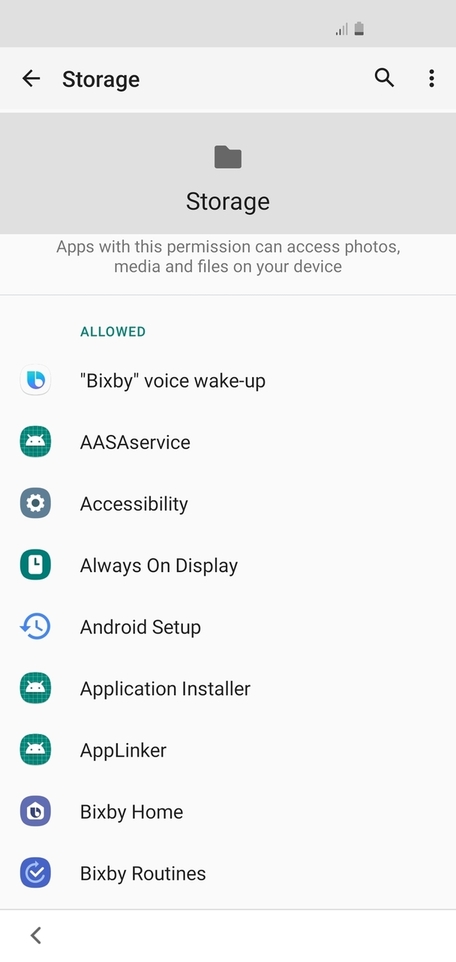 Storage
Storage
Apps with this permission can access photos,
media and files on your device
ALLOWED
"Bixby" voice wake-up
AASAservice
Accessibility
Always On Display
Android Setup
Application Installer
AppLinker
Bixby Home
Bixby Routines